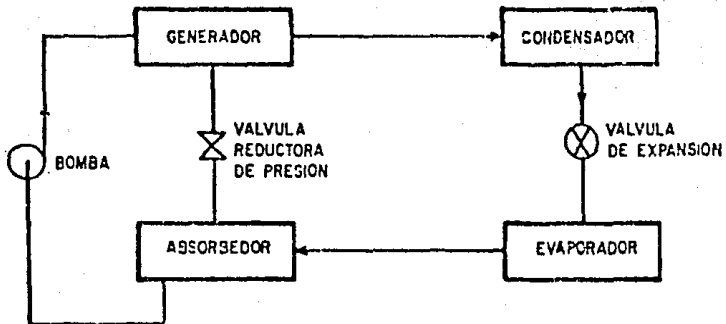 GENERADOR
CONDENSADOR
BOMBA
VALVULA
REDUCTORA
DE PRESION
VALVULA
DE EXPANSION
ABSORBEDOR
EVAPORADOR